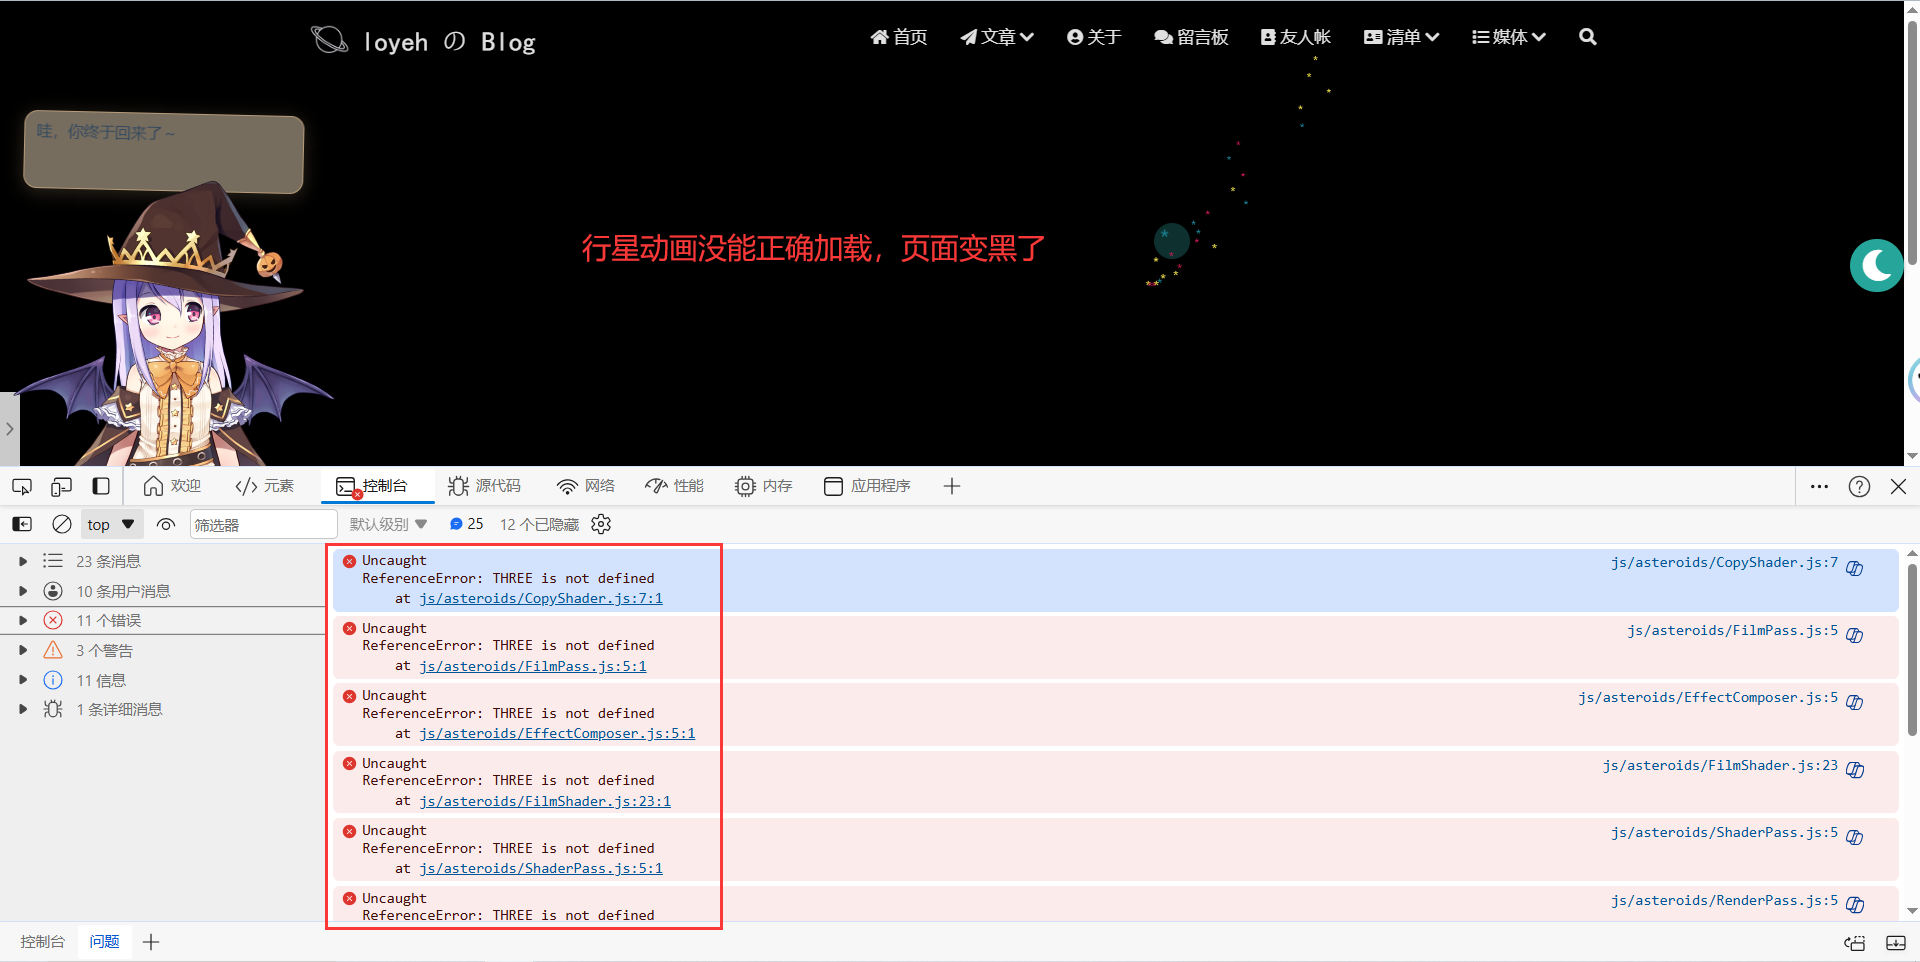 loyeh の Blog
首页
文章
关于
留言板
友人帐
清单
媒体
哇，你终于回来了～
行星动画没能正确加载，页面变黑了
欢迎
元素
控制台
源代码
网络
性能
内存
应用程序
top
筛选器
默认级别
25
12 个已隐藏
23 条消息
10 条用户消息
11 个错误
3 个警告
11 信息
1 条详细消息
Uncaught
js/asteroids/CopyShader.js:7
ReferenceError: THREE is not defined
at js/asteroids/CopyShader.js:7:1
Uncaught
js/asteroids/FilmPass.js:5
ReferenceError: THREE is not defined
at js/asteroids/FilmPass.js:5:1
Uncaught
js/asteroids/EffectComposer.js:5
ReferenceError: THREE is not defined
at js/asteroids/EffectComposer.js:5:1
Uncaught
js/asteroids/FilmShader.js:23
ReferenceError: THREE is not defined
at js/asteroids/FilmShader.js:23:1
Uncaught
js/asteroids/ShaderPass.js:5
ReferenceError: THREE is not defined
at js/asteroids/ShaderPass.js:5:1
Uncaught
js/asteroids/RenderPass.js:5
ReferenceError: THREE is not defined
控制台
问题